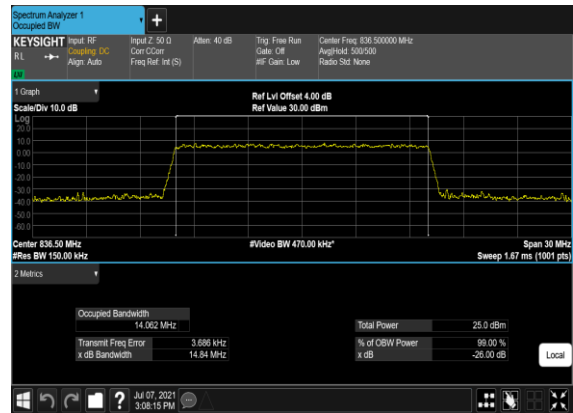 Spectrum Analyzer 1
Occupied BW
+
KEYSIGHT Input: RF Input Z: 50 Ω Atten: 40 dB Trig: Free Run Center Freq: 836.500000 MHz
RL Coupling: DC Corr CCorr Gate: Off Avg|Hold: 500/500
Align: Auto Freq Ref: Int (S) #IF Gain: Low Radio Std: None
1 Graph
Ref Lvl Offset 4.00 dB
Scale/Div 10.0 dB Ref Value 30.00 dBm
Log
20.0
10.0
0.00
-10.0
-20.0
-30.0
-40.0
-50.0
-60.0
Center 836.50 MHz #Video BW 470.00 kHz* Span 30 MHz
#Res BW 150.00 kHz Sweep 1.67 ms (1001 pts)
2 Metrics
Occupied Bandwidth
14.062 MHz Total Power 25.0 dBm
Transmit Freq Error 3.686 kHz % of OBW Power 99.00 %
x dB Bandwidth 14.84 MHz x dB -26.00 dB
Local
? Jul 07, 2021
3:08:15 PM